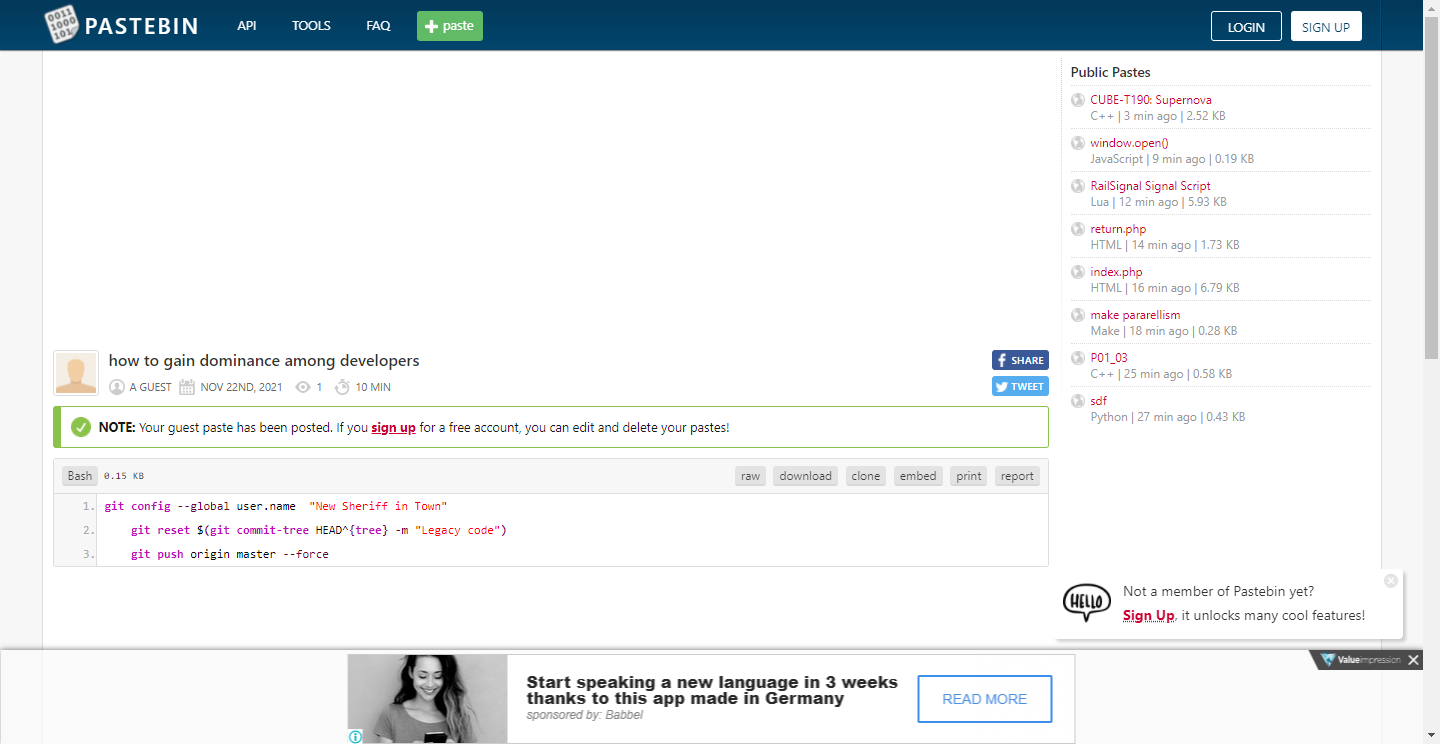 0011
1000
101
PASTEBIN API TOOLS FAQ + paste LOGIN SIGN UP
how to gain dominance among developers
A GUEST NOV 22ND, 2021 1 10 MIN
SHARE
TWEET
NOTE: Your guest paste has been posted. If you sign up for a free account, you can edit and delete your pastes!
Bash 0.15 KB raw download clone embed print report
1. git config --global user.name  "New Sheriff in Town"
2.     git reset $(git commit-tree HEAD^{tree} -m "Legacy code")
3.     git push origin master --force
Public Pastes
CUBE-T190: Supernova
C++ | 3 min ago | 2.52 KB
window.open()
JavaScript | 9 min ago | 0.19 KB
RailSignal Signal Script
Lua | 12 min ago | 5.93 KB
return.php
HTML | 14 min ago | 1.73 KB
index.php
HTML | 16 min ago | 6.79 KB
make pararellism
Make | 18 min ago | 0.28 KB
P01_03
C++ | 25 min ago | 0.58 KB
sdf
Python | 27 min ago | 0.43 KB
HELLO
Not a member of Pastebin yet?
Sign Up, it unlocks many cool features!
Valueimpression
Start speaking a new language in 3 weeks
thanks to this app made in Germany
sponsored by: Babbel
READ MORE